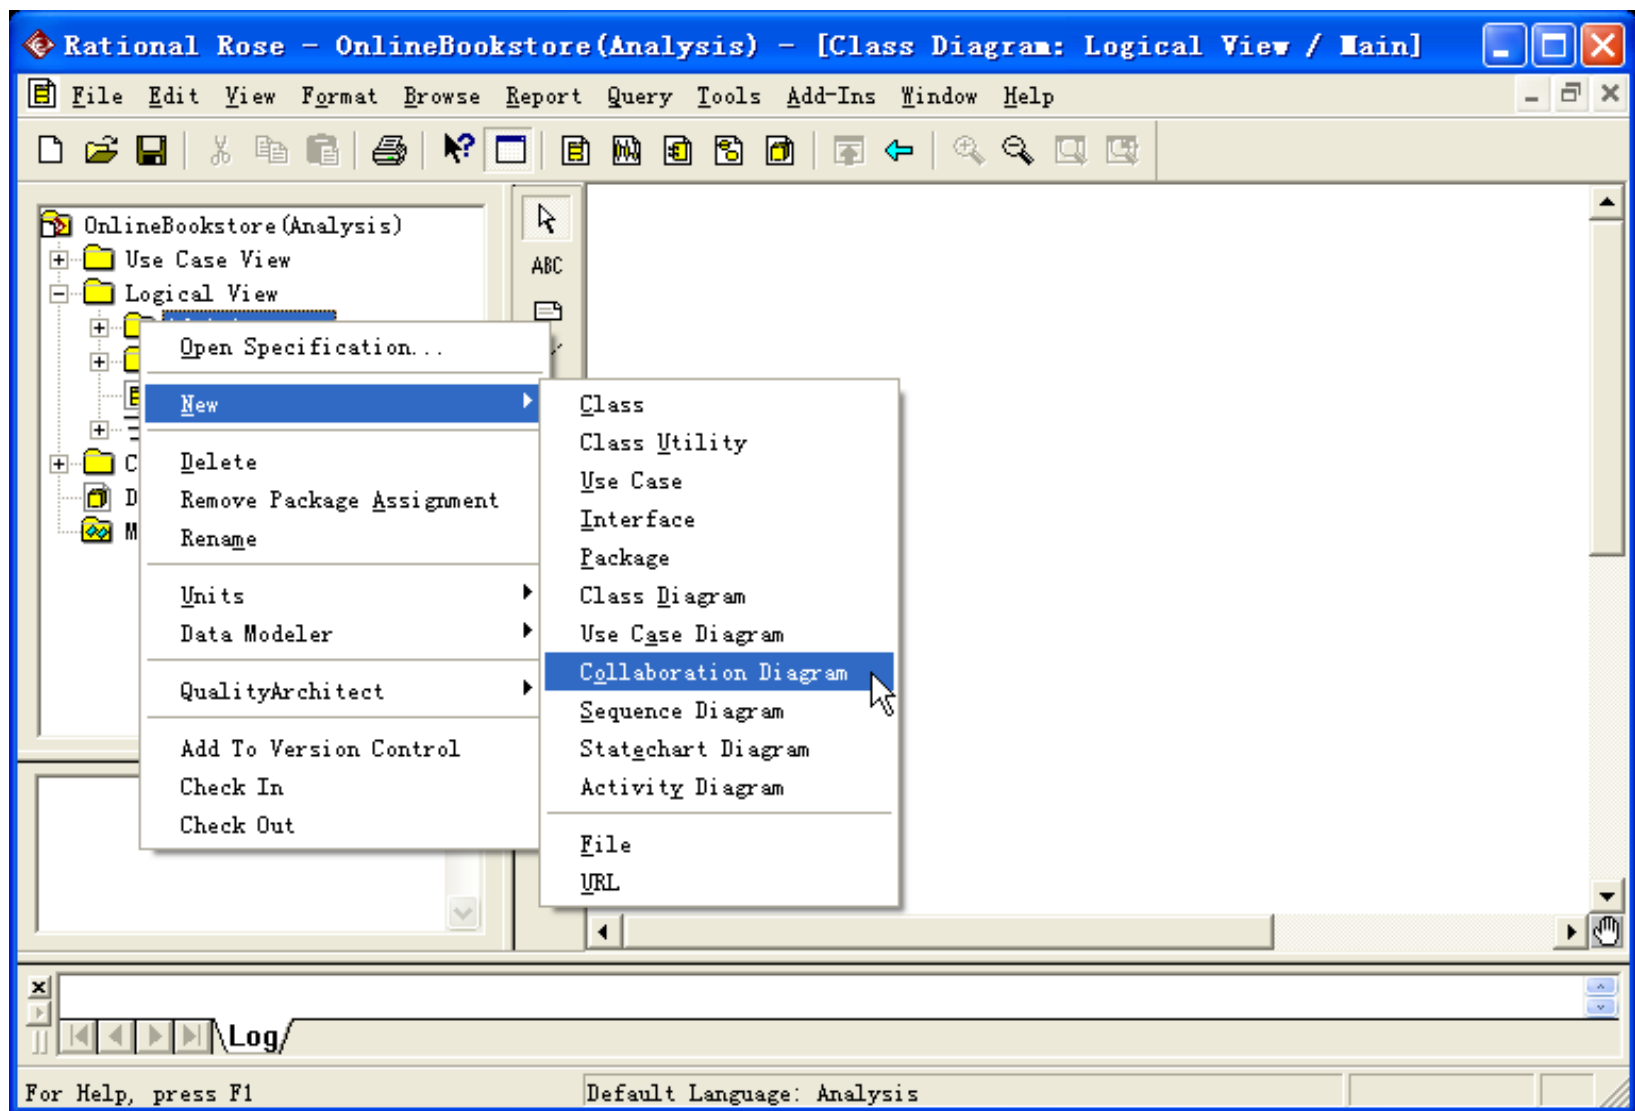 Rational Rose - OnlineBookstore(Analysis) - [Class Diagram: Logical View / Main]
File Edit View Format Browse Report Query Tools Add-Ins Window Help
OnlineBookstore(Analysis)
Use Case View
Logical View
C
D
M
ABC
Open Specification...
New
Delete
Remove Package Assignment
Rename
Units
Data Modeler
QualityArchitect
Add To Version Control
Check In
Check Out
Class
Class Utility
Use Case
Interface
Package
Class Diagram
Use Case Diagram
Collaboration Diagram
Sequence Diagram
Statechart Diagram
Activity Diagram
File
URL
Log
For Help, press F1
Default Language: Analysis